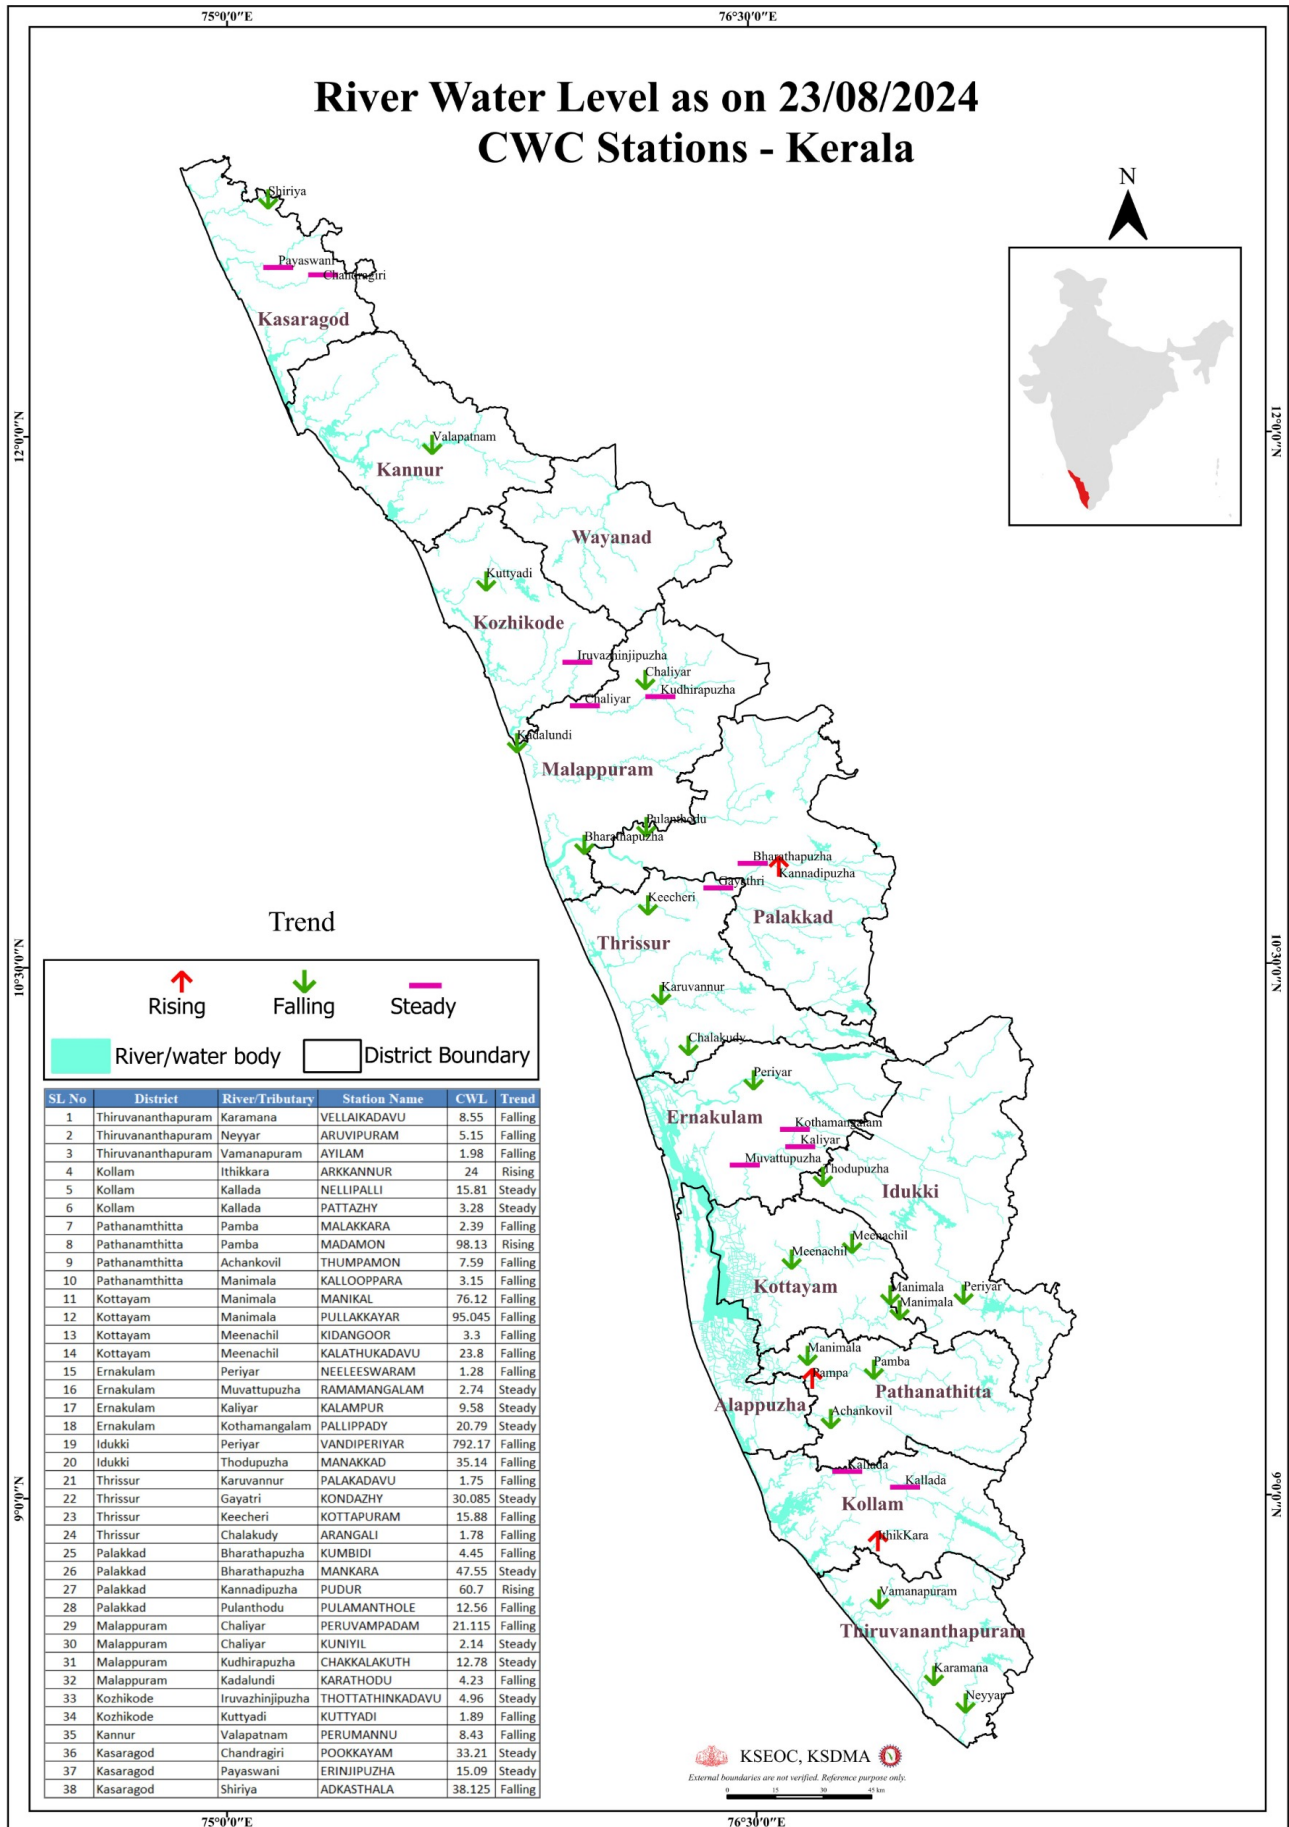 75°0'0"E 76°30'0"E
River Water Level as on 23/08/2024
CWC Stations - Kerala
N
Shiriya
Payaswani
Chandragiri
Kasaragod
12°0'0"N 12°0'0"N
Valapatnam
Kannur
Wayanad
Kuttyadi
Kozhikode
Iruvazhinjipuzha
Chaliyar
Kudhirapuzha
Chaliyar
Kadalundi
Malappuram
Pulanthodu
Bharathapuzha
Bharathapuzha
Kannadipuzha
Gayathri
Keecheri
Palakkad
Thrissur
10°30'0"N 10°30'0"N
Karuvannur
Chalakudy
Periyar
Ernakulam
Kothamangalam
Kaliyar
Muvattupuzha
Thodupuzha
Idukki
Meenachil
Meenachil
Kottayam
Manimala
Periyar
Manimala
Manimala
Pamba
Pampa
Pathanathitta
Alappuzha
Achankovil
Kallada
Kallada
Kollam
9°0'0"N 9°0'0"N
IthikKara
Vamanapuram
Thiruvananthapuram
Karamana
Neyyar
Trend
Rising Falling Steady
River/water body District Boundary
SL No District River/Tributary Station Name CWL Trend
1 Thiruvananthapuram Karamana VELLAIKADAVU 8.55 Falling
2 Thiruvananthapuram Neyyar ARUVIPURAM 5.15 Falling
3 Thiruvananthapuram Vamanapuram AYILAM 1.98 Falling
4 Kollam Ithikkara ARKKANNUR 24 Rising
5 Kollam Kallada NELLIPALLI 15.81 Steady
6 Kollam Kallada PATTAZHY 3.28 Steady
7 Pathanamthitta Pamba MALAKKARA 2.39 Falling
8 Pathanamthitta Pamba MADAMON 98.13 Rising
9 Pathanamthitta Achankovil THUMPAMON 7.59 Falling
10 Pathanamthitta Manimala KALLOOPPARA 3.15 Falling
11 Kottayam Manimala MANIKAL 76.12 Falling
12 Kottayam Manimala PULLAKKAYAR 95.045 Falling
13 Kottayam Meenachil KIDANGOOR 3.3 Falling
14 Kottayam Meenachil KALATHUKADAVU 23.8 Falling
15 Ernakulam Periyar NEELEESWARAM 1.28 Falling
16 Ernakulam Muvattupuzha RAMAMANGALAM 2.74 Steady
17 Ernakulam Kaliyar KALAMPUR 9.58 Steady
18 Ernakulam Kothamangalam PALLIPPADY 20.79 Steady
19 Idukki Periyar VANDIPERIYAR 792.17 Falling
20 Idukki Thodupuzha MANAKKAD 35.14 Falling
21 Thrissur Karuvannur PALAKADAVU 1.75 Falling
22 Thrissur Gayatri KONDAZHY 30.085 Steady
23 Thrissur Keecheri KOTTAPURAM 15.88 Falling
24 Thrissur Chalakudy ARANGALI 1.78 Falling
25 Palakkad Bharathapuzha KUMBIDI 4.45 Falling
26 Palakkad Bharathapuzha MANKARA 47.55 Steady
27 Palakkad Kannadipuzha PUDUR 60.7 Rising
28 Palakkad Pulanthodu PULAMANTHOLE 12.56 Falling
29 Malappuram Chaliyar PERUVAMPADAM 21.115 Falling
30 Malappuram Chaliyar KUNIYIL 2.14 Steady
31 Malappuram Kudhirapuzha CHAKKALAKUTH 12.78 Steady
32 Malappuram Kadalundi KARATHODU 4.23 Falling
33 Kozhikode Iruvazhinjipuzha THOTTATHINKADAVU 4.96 Steady
34 Kozhikode Kuttyadi KUTTYADI 1.89 Falling
35 Kannur Valapatnam PERUMANNU 8.43 Falling
36 Kasaragod Chandragiri POOKKAYAM 33.21 Steady
37 Kasaragod Payaswani ERINJIPUZHA 15.09 Steady
38 Kasaragod Shiriya ADKASTHALA 38.125 Falling
KSEOC, KSDMA
External boundaries are not verified. Reference purpose only.
0 15 30 45 km
75°0'0"E 76°30'0"E